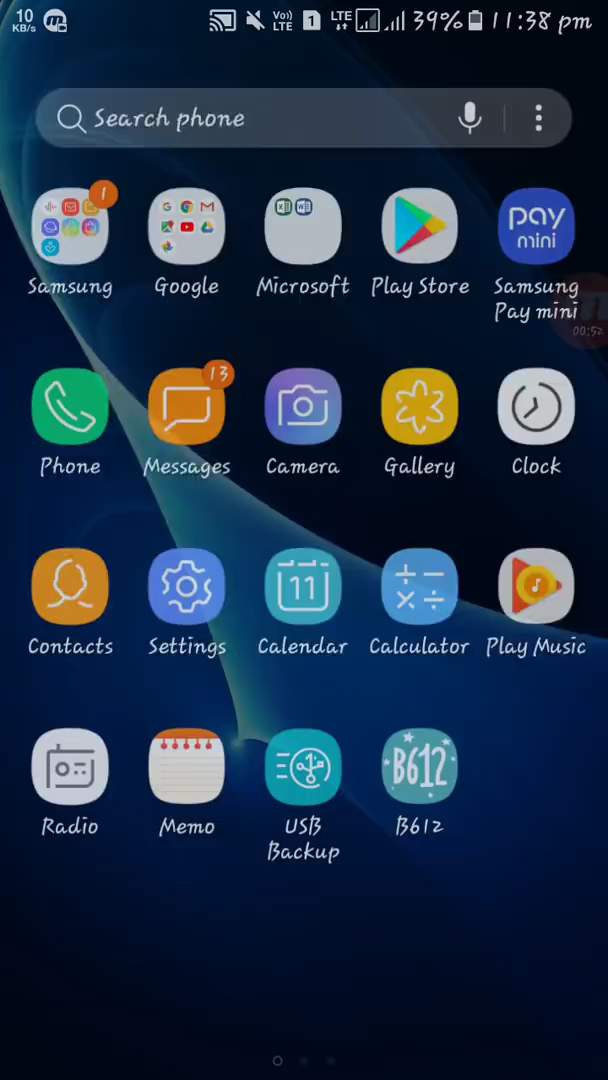 10
KB/s
Vo))
LTE
1
LTE
39%
11:38 pm
Search phone
1
Samsung
Google
Microsoft
Play Store
pay
mini
Samsung
Pay mini
00:52
13
Phone
Messages
Camera
Gallery
Clock
11
Contacts
Settings
Calendar
Calculator
Play Music
B612
Radio
Memo
USB
Backup
B612